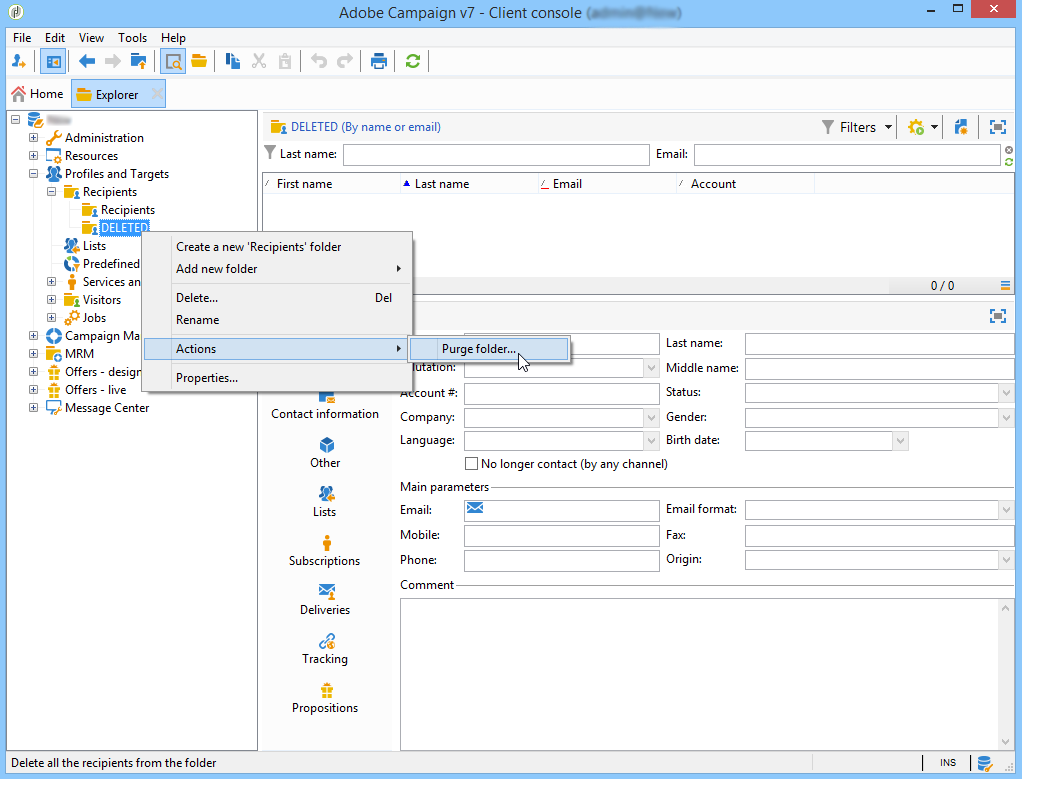 Adobe Campaign v7 - Client console
File Edit View Tools Help
Home Explorer
Administration
Resources
Profiles and Targets
Recipients
Recipients
DELETED
Lists
Predefined
Services an
Visitors
Jobs
Campaign Ma
MRM
Offers - design
Offers - live
Message Center
Create a new 'Recipients' folder
Add new folder
Delete... Del
Rename
Actions
Properties...
Purge folder...
DELETED (By name or email)
Filters
Last name: Email:
First name Last name Email Account
0 / 0
Contact information
Other
Lists
Subscriptions
Deliveries
Tracking
Propositions
Last name:
Middle name:
Account #: Status:
Company: Gender:
Language: Birth date:
No longer contact (by any channel)
Main parameters
Email: Email format:
Mobile: Fax:
Phone: Origin:
Comment
Delete all the recipients from the folder INS